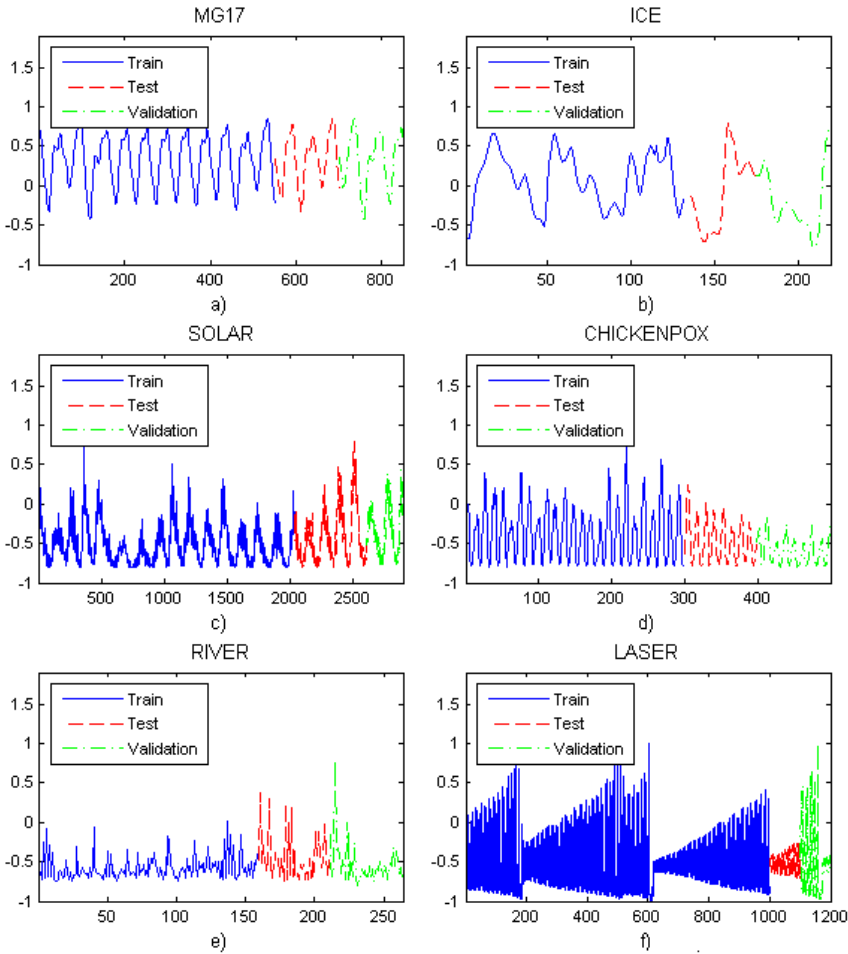 MG17
1.5
1
0.5
0
-0.5
-1
Train
Test
Validation
200 400 600 800
a)
ICE
1.5
1
0.5
0
-0.5
-1
Train
Test
Validation
50 100 150 200
b)
SOLAR
1.5
1
0.5
0
-0.5
-1
Train
Test
Validation
500 1000 1500 2000 2500
c)
CHICKENPOX
1.5
1
0.5
0
-0.5
-1
Train
Test
Validation
100 200 300 400
d)
RIVER
1.5
1
0.5
0
-0.5
-1
Train
Test
Validation
50 100 150 200 250
e)
LASER
1.5
1
0.5
0
-0.5
-1
Train
Test
Validation
200 400 600 800 1000 1200
f)